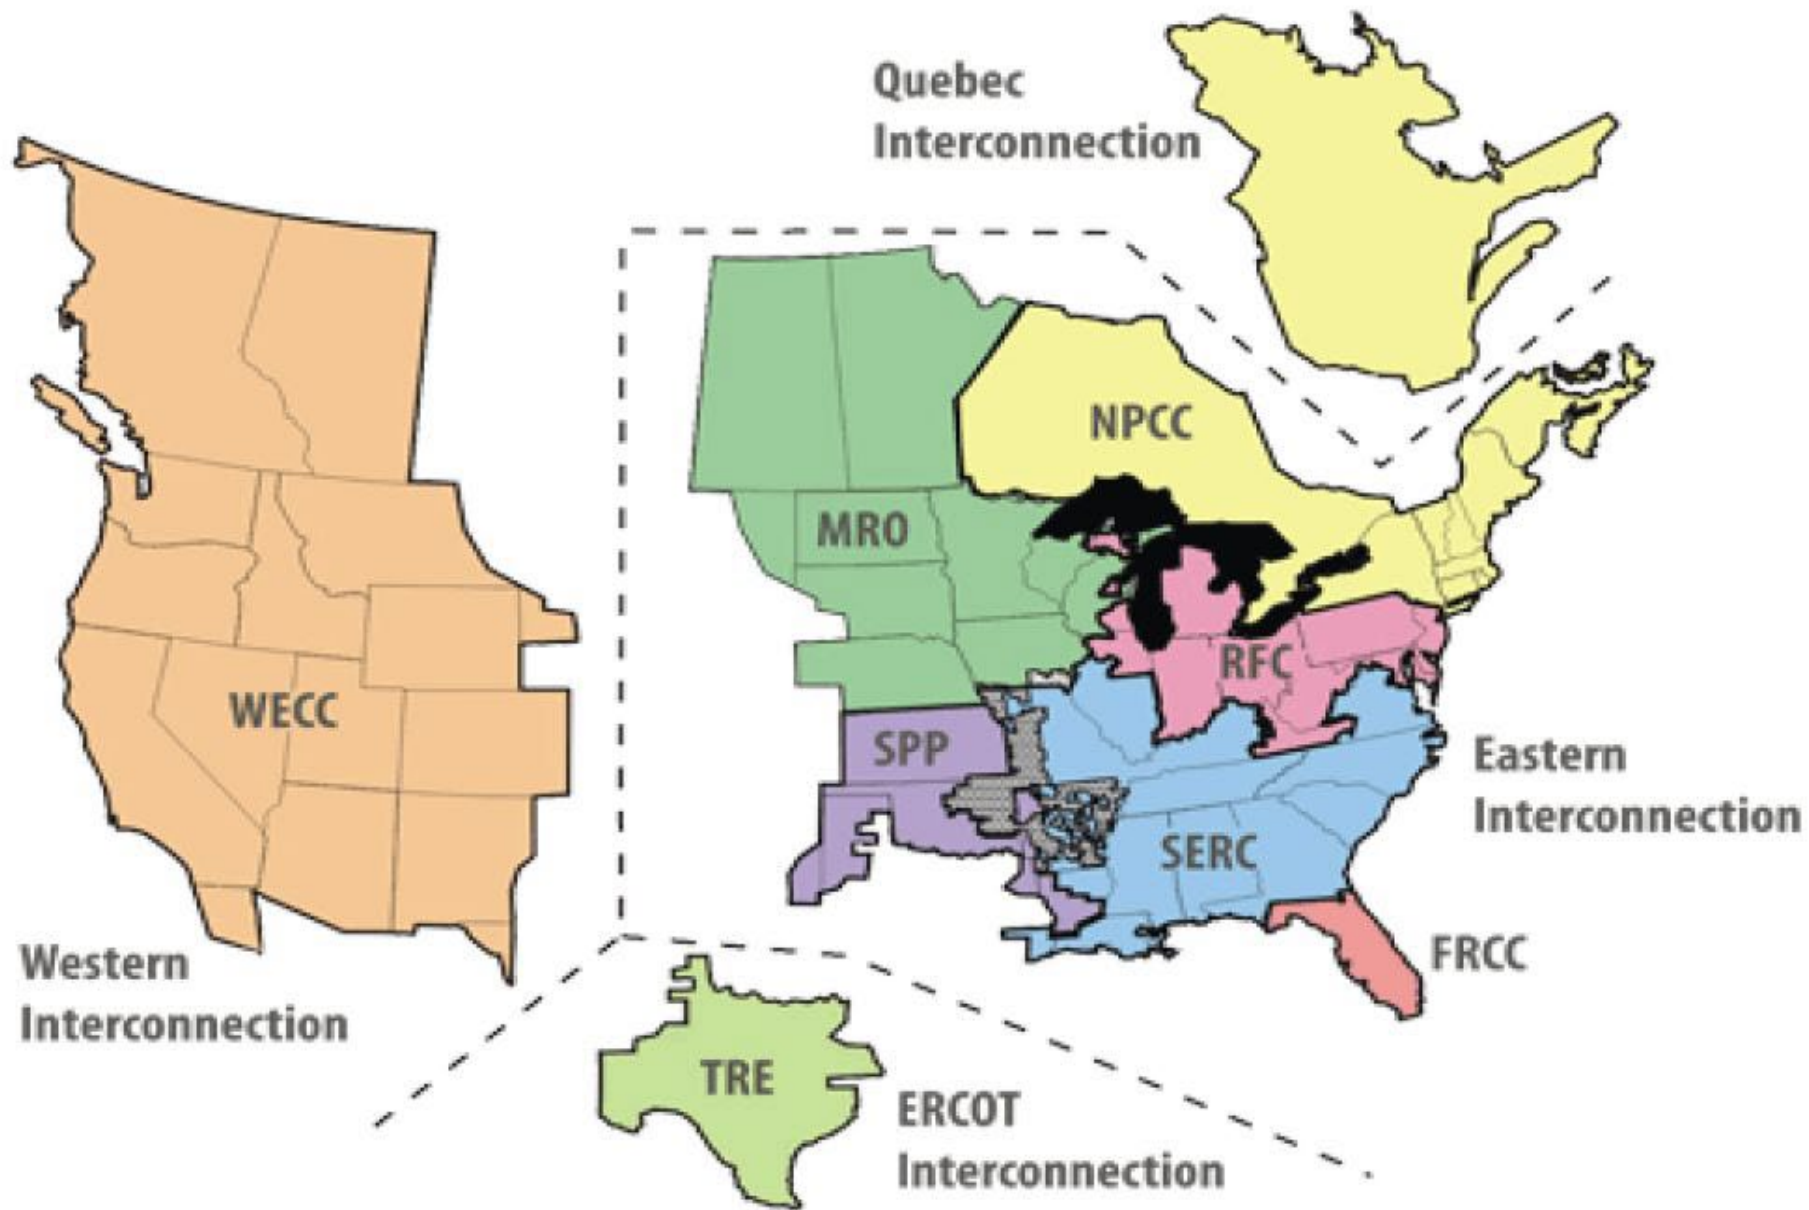 Quebec
Interconnection
NPCC
MRO
RFC
WECC
SPP
Eastern
Interconnection
SERC
FRCC
Western
Interconnection
TRE
ERCOT
Interconnection